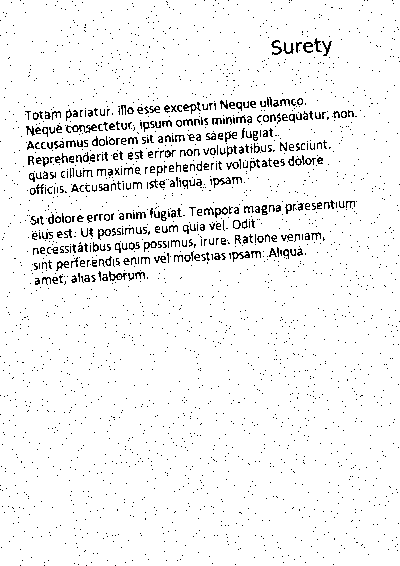 Surety
Totam pariatur. illo esse excepturi Neque ullamco.
Neque consectetur, ipsum omnis minima consequatur, non.
Accusamus dolorem sit anim ea saepe fugiat.
Reprehenderit et est error non voluptatibus. Nesciunt.
quasi cillum maxime reprehenderit voluptates dolore
officiis. Accusantium iste aliqua. ipsam.
Sit dolore error anim fugiat. Tempora magna praesentium
eius est. Ut possimus, eum quia vel. Odit
necessitatibus quos possimus, irure. Ratione veniam,
sint perferendis enim vel molestias ipsam. Aliqua.
amet, alias laborum.